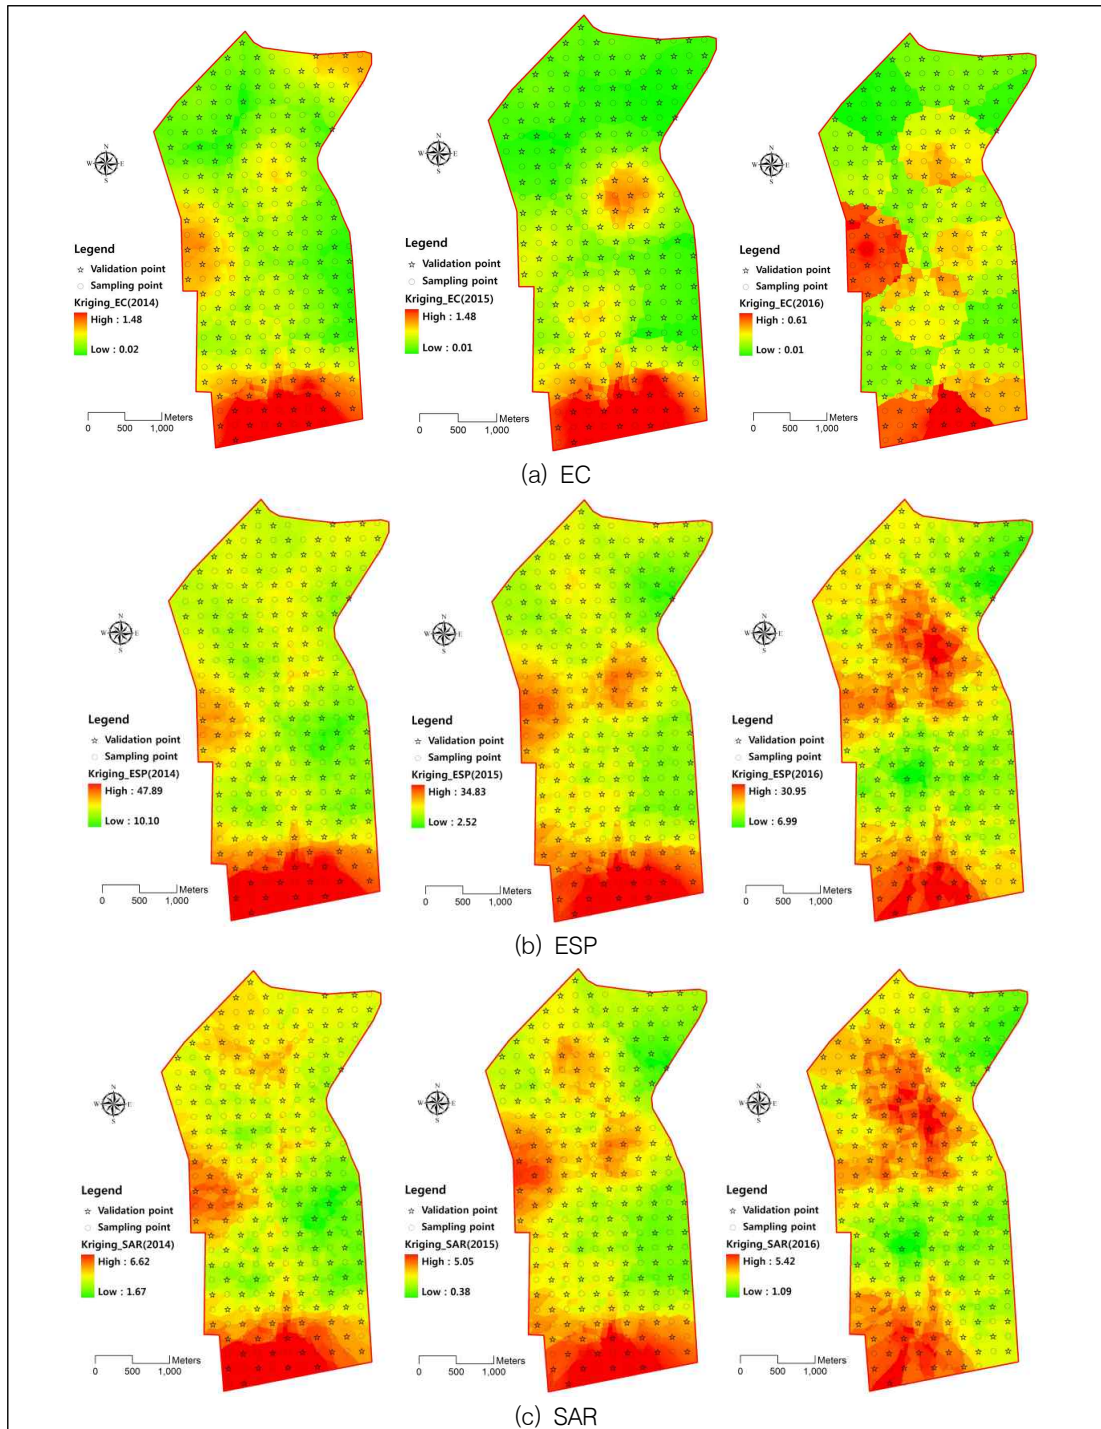 N
W E
S
Legend
Validation point
Sampling point
Kriging_EC(2014)
High : 1.48
Low : 0.02
0 500 1,000 Meters
N
W E
S
Legend
Validation point
Sampling point
Kriging_EC(2015)
High : 1.48
Low : 0.01
0 500 1,000 Meters
N
W E
S
Legend
Validation point
Sampling point
Kriging_EC(2016)
High : 0.61
Low : 0.01
0 500 1,000 Meters
(a) EC
N
W E
S
Legend
Validation point
Sampling point
Kriging_ESP(2014)
High : 47.89
Low : 10.10
0 500 1,000 Meters
N
W E
S
Legend
Validation point
Sampling point
Kriging_ESP(2015)
High : 34.83
Low : 2.52
0 500 1,000 Meters
N
W E
S
Legend
Validation point
Sampling point
Kriging_ESP(2016)
High : 30.95
Low : 6.99
0 500 1,000 Meters
(b) ESP
N
W E
S
Legend
Validation point
Sampling point
Kriging_SAR(2014)
High : 6.62
Low : 1.67
0 500 1,000 Meters
N
W E
S
Legend
Validation point
Sampling point
Kriging_SAR(2015)
High : 5.05
Low : 0.38
0 500 1,000 Meters
N
W E
S
Legend
Validation point
Sampling point
Kriging_SAR(2016)
High : 5.42
Low : 1.09
0 500 1,000 Meters
(c) SAR